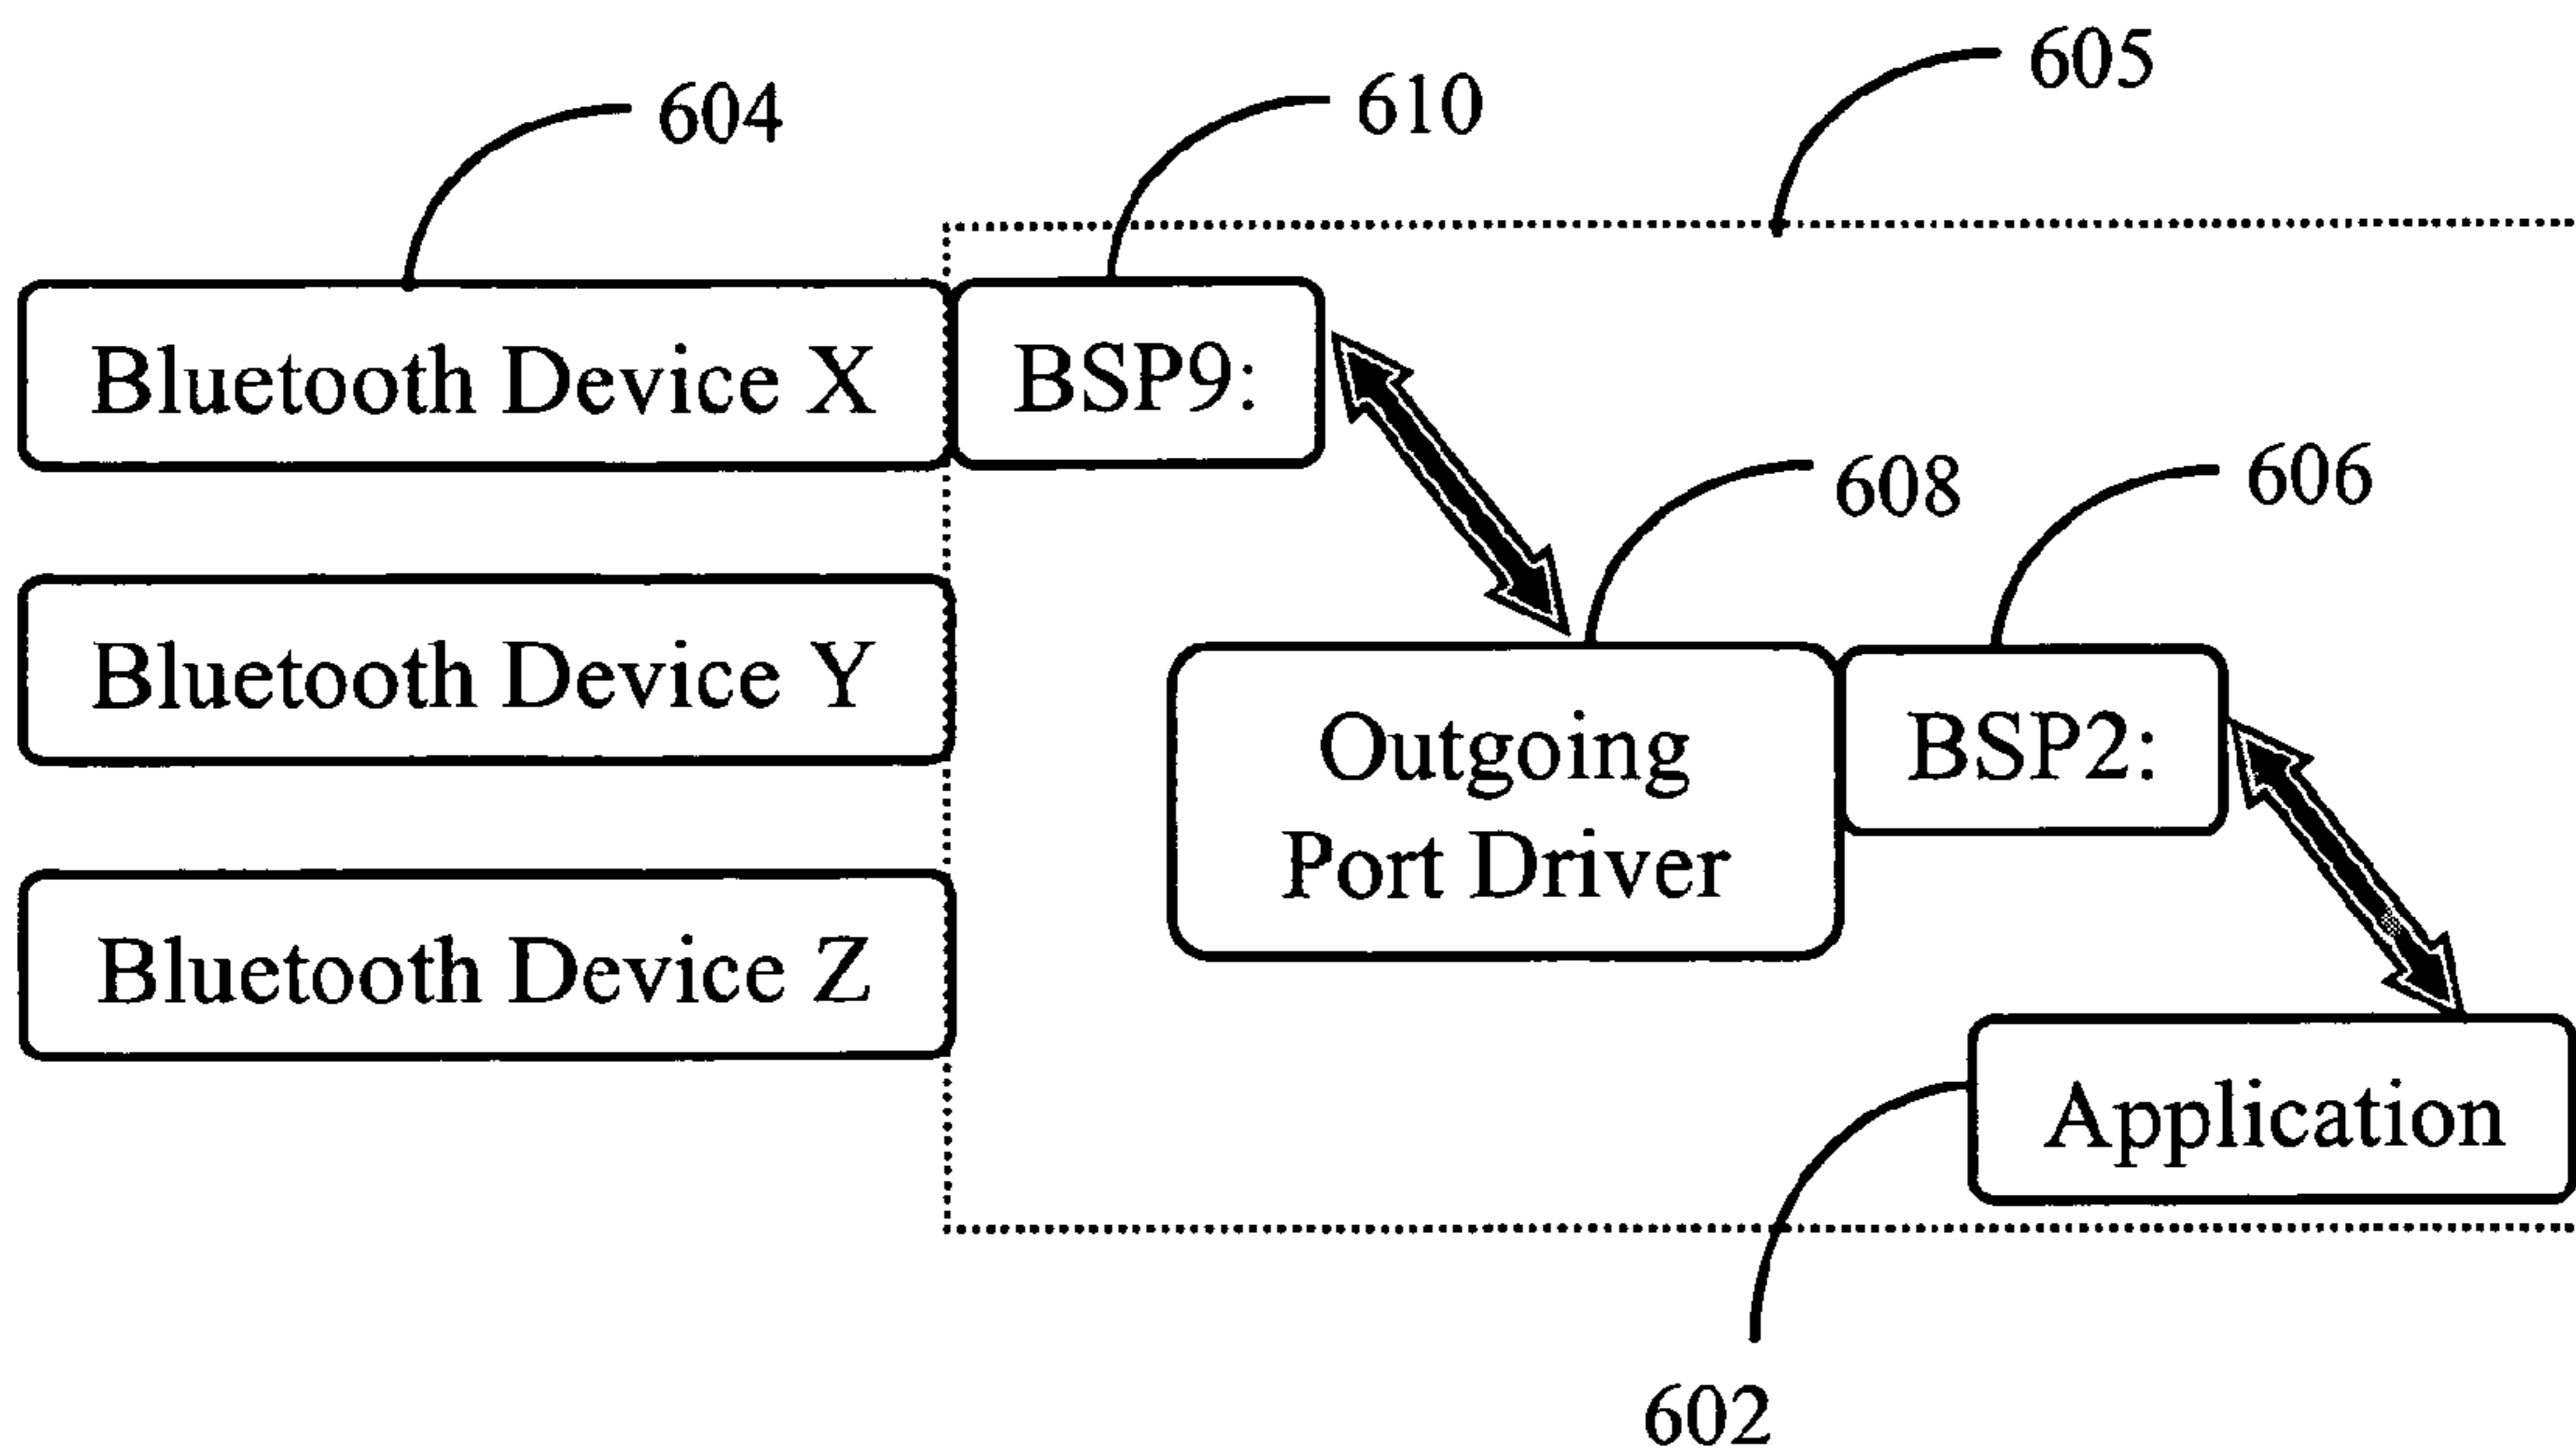 605
604
610
Bluetooth Device X
BSP9:
608
606
Bluetooth Device Y
Outgoing
Port Driver
BSP2:
Bluetooth Device Z
Application
602